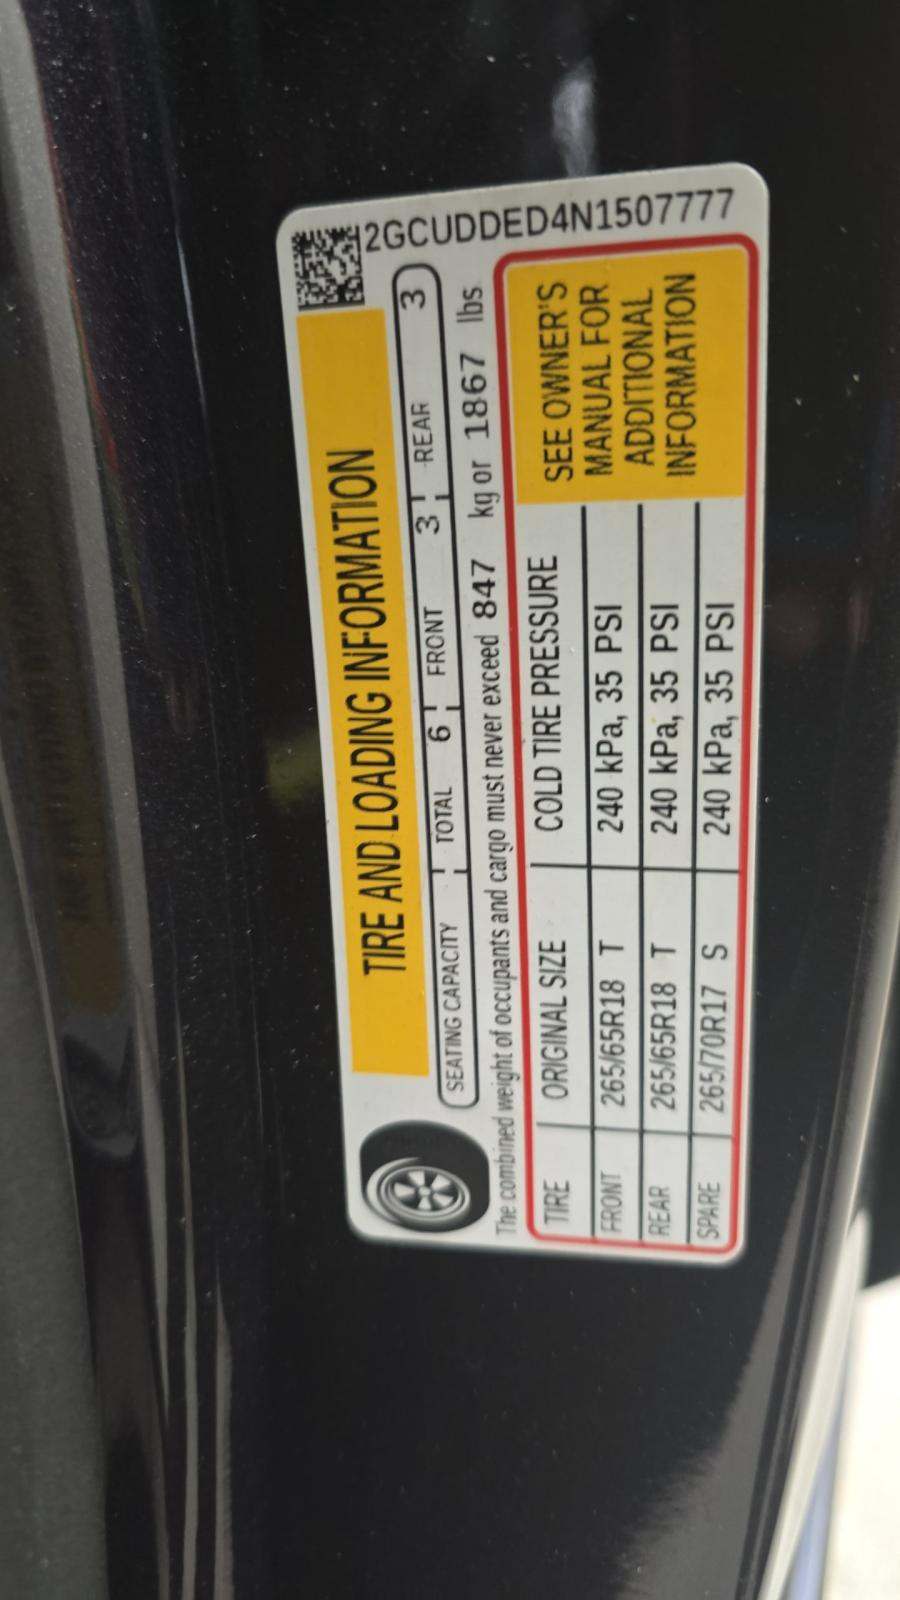 2GCUDDED4N1507777
TIRE AND LOADING INFORMATION
SEATING CAPACITY TOTAL 6 FRONT 3 REAR 3
The combined weight of occupants and cargo must never exceed 847 kg or 1867 lbs
TIRE ORIGINAL SIZE COLD TIRE PRESSURE
FRONT 265/65R18 T 240 kPa, 35 PSI
REAR 265/65R18 T 240 kPa, 35 PSI
SPARE 265/70R17 S 240 kPa, 35 PSI
SEE OWNER'S
MANUAL FOR
ADDITIONAL
INFORMATION